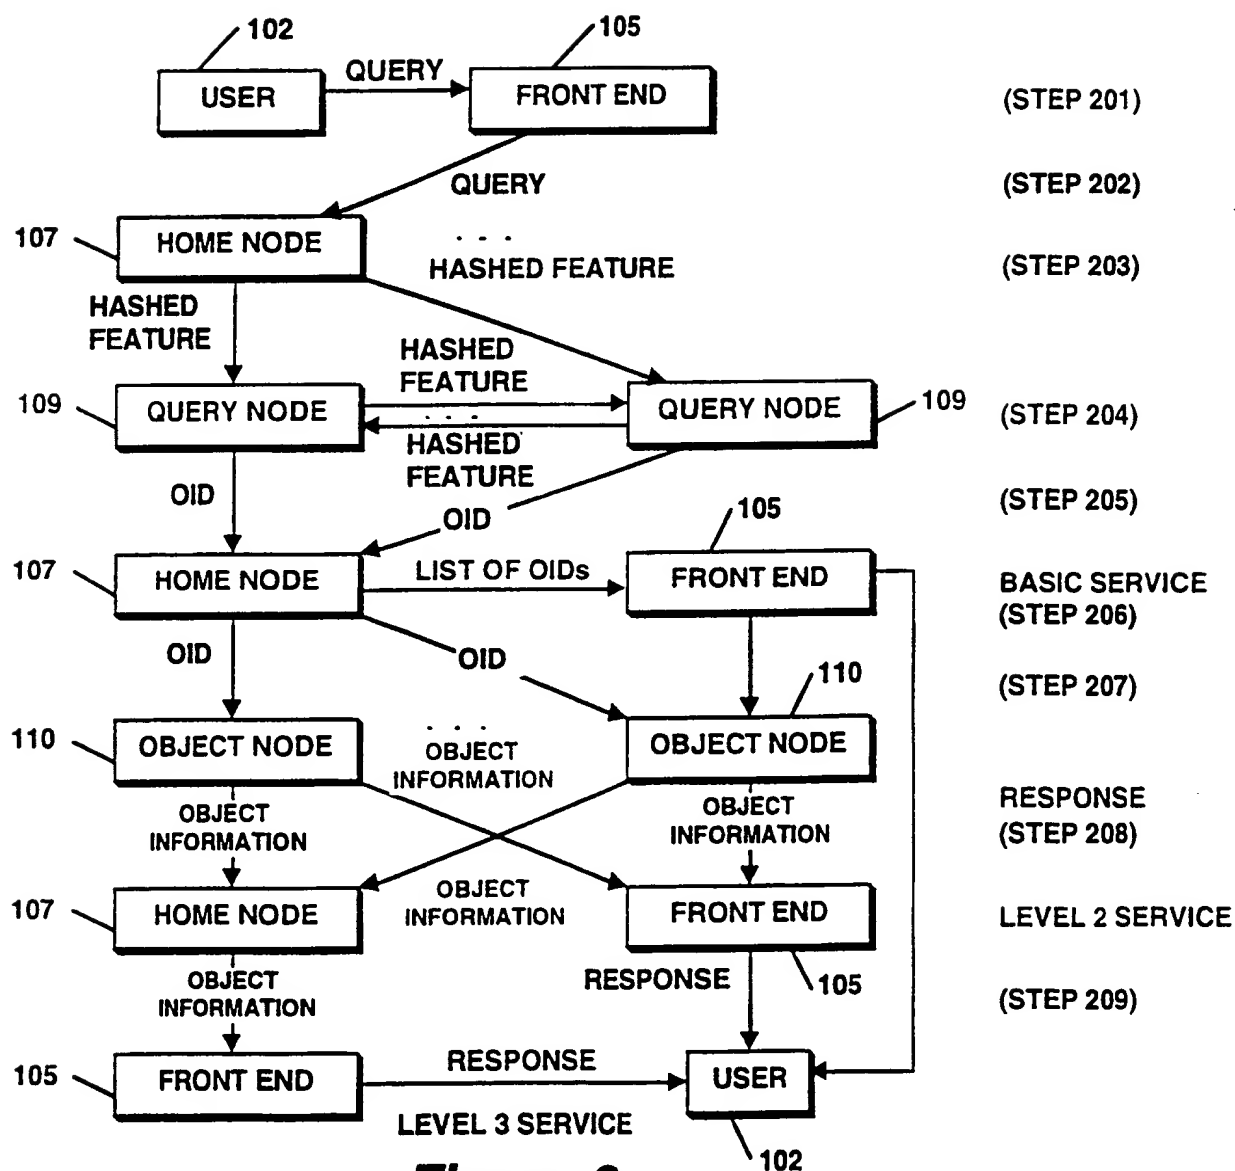 102
105
QUERY
USER
FRONT END
(STEP 201)
QUERY
(STEP 202)
107
HOME NODE
. . .
HASHED FEATURE
(STEP 203)
HASHED
FEATURE
HASHED
FEATURE
109
QUERY NODE
QUERY NODE
109
(STEP 204)
. . .
HASHED
FEATURE
OID
OID
(STEP 205)
105
107
HOME NODE
LIST OF OIDs
FRONT END
BASIC SERVICE
(STEP 206)
OID
OID
110
(STEP 207)
110
OBJECT NODE
. . .
OBJECT
INFORMATION
OBJECT NODE
OBJECT
INFORMATION
OBJECT
INFORMATION
RESPONSE
(STEP 208)
107
HOME NODE
OBJECT
INFORMATION
FRONT END
LEVEL 2 SERVICE
OBJECT
INFORMATION
RESPONSE
105
(STEP 209)
105
FRONT END
RESPONSE
USER
LEVEL 3 SERVICE
102